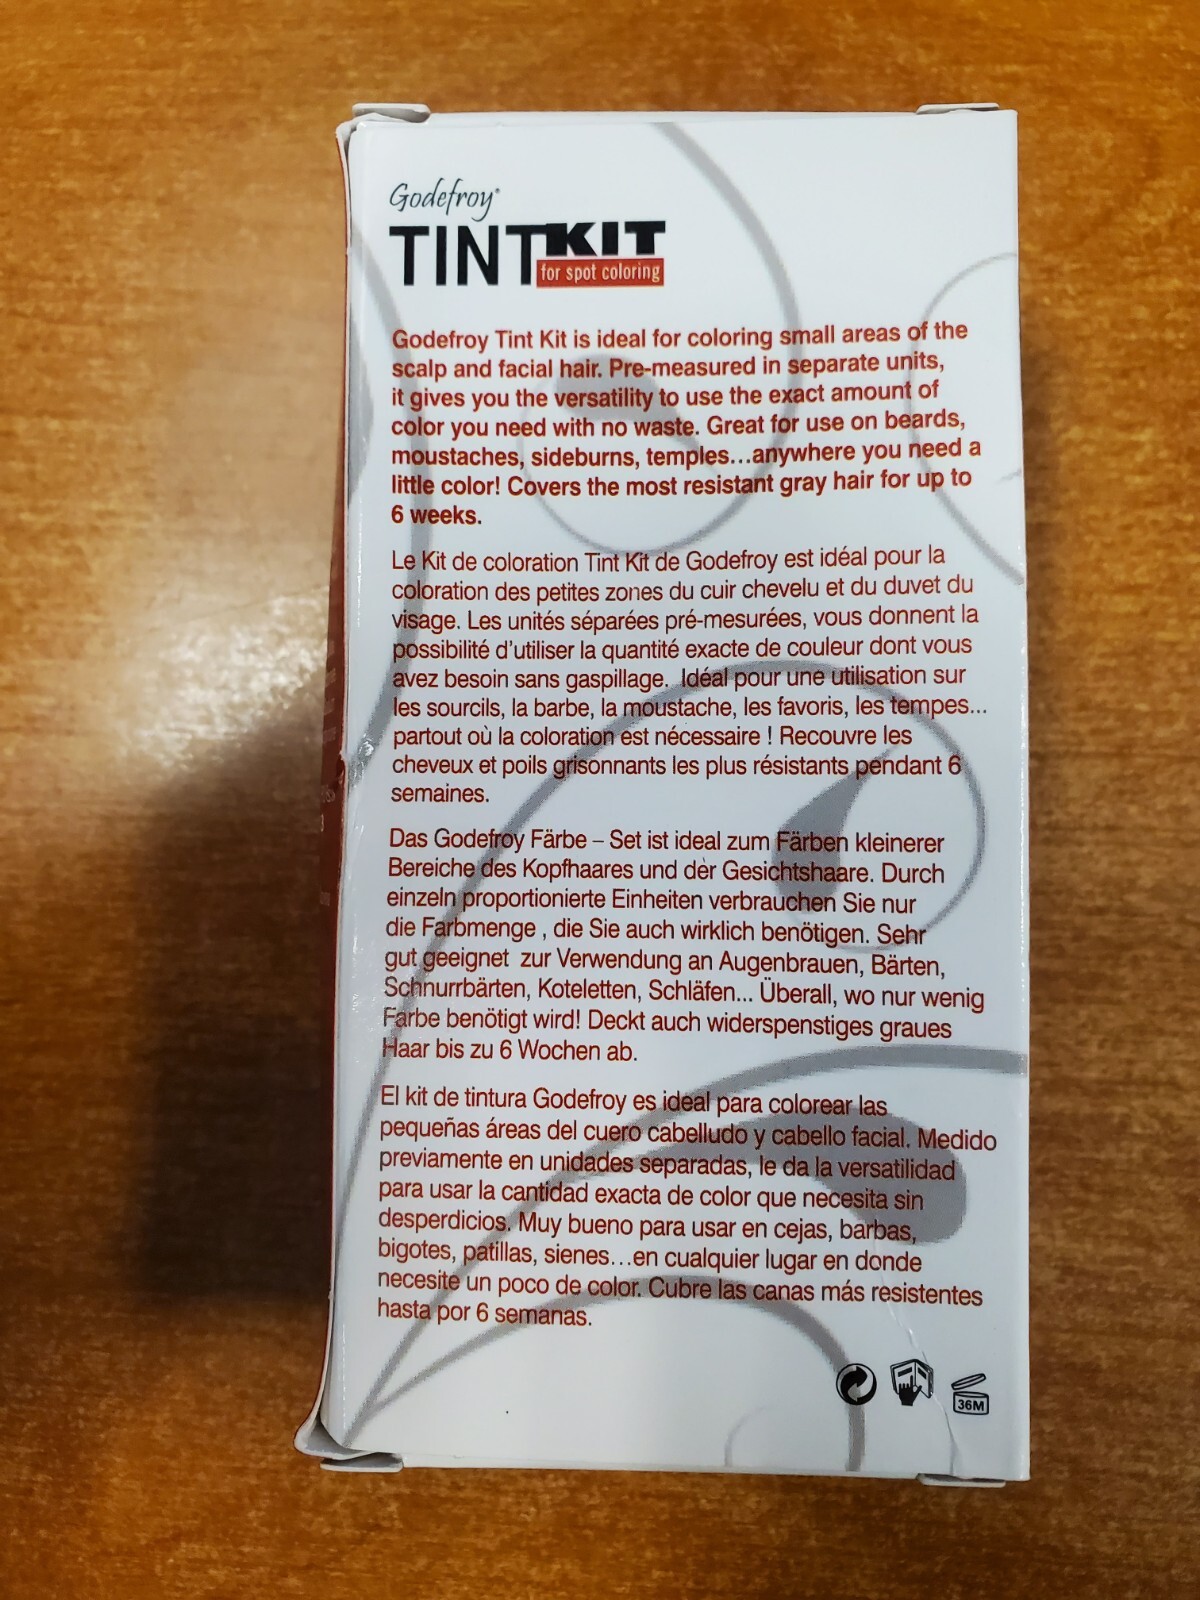 Godefroy®
TINT KIT
for spot coloring
Godefroy Tint Kit is ideal for coloring small areas of the
scalp and facial hair. Pre-measured in separate units,
it gives you the versatility to use the exact amount of
color you need with no waste. Great for use on beards,
moustaches, sideburns, temples...anywhere you need a
little color! Covers the most resistant gray hair for up to
6 weeks.
Le Kit de coloration Tint Kit de Godefroy est idéal pour la
coloration des petites zones du cuir chevelu et du duvet du
visage. Les unités séparées pré-mesurées, vous donnent la
possibilité d'utiliser la quantité exacte de couleur dont vous
avez besoin sans gaspillage. Idéal pour une utilisation sur
les sourcils, la barbe, la moustache, les favoris, les tempes...
partout où la coloration est nécessaire ! Recouvre les
cheveux et poils grisonnants les plus résistants pendant 6
semaines.
Das Godefroy Färbe – Set ist ideal zum Färben kleinerer
Bereiche des Kopfhaares und der Gesichtshaare. Durch
einzeln proportionierte Einheiten verbrauchen Sie nur
die Farbmenge , die Sie auch wirklich benötigen. Sehr
gut geeignet zur Verwendung an Augenbrauen, Bärten,
Schnurrbärten, Koteletten, Schläfen... Überall, wo nur wenig
Farbe benötigt wird! Deckt auch widerspenstiges graues
Haar bis zu 6 Wochen ab.
El kit de tintura Godefroy es ideal para colorear las
pequeñas áreas del cuero cabelludo y cabello facial. Medido
previamente en unidades separadas, le da la versatilidad
para usar la cantidad exacta de color que necesita sin
desperdicios. Muy bueno para usar en cejas, barbas,
bigotes, patillas, sienes...en cualquier lugar en donde
necesite un poco de color. Cubre las canas más resistentes
hasta por 6 semanas.
36M